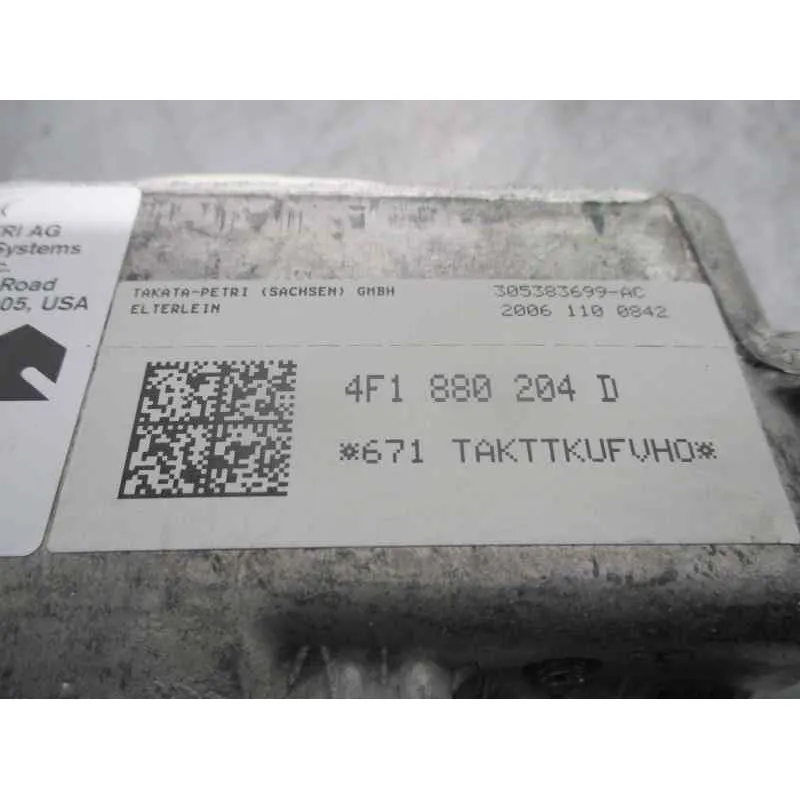 RI AG
Systems
Road
05, USA
TAKATA-PETRI (SACHSEN) GMBH
ELTERLEIN
305383699-AC
2006 110 0842
4F1 880 204 D
*671 TAKTTKUFVHO*